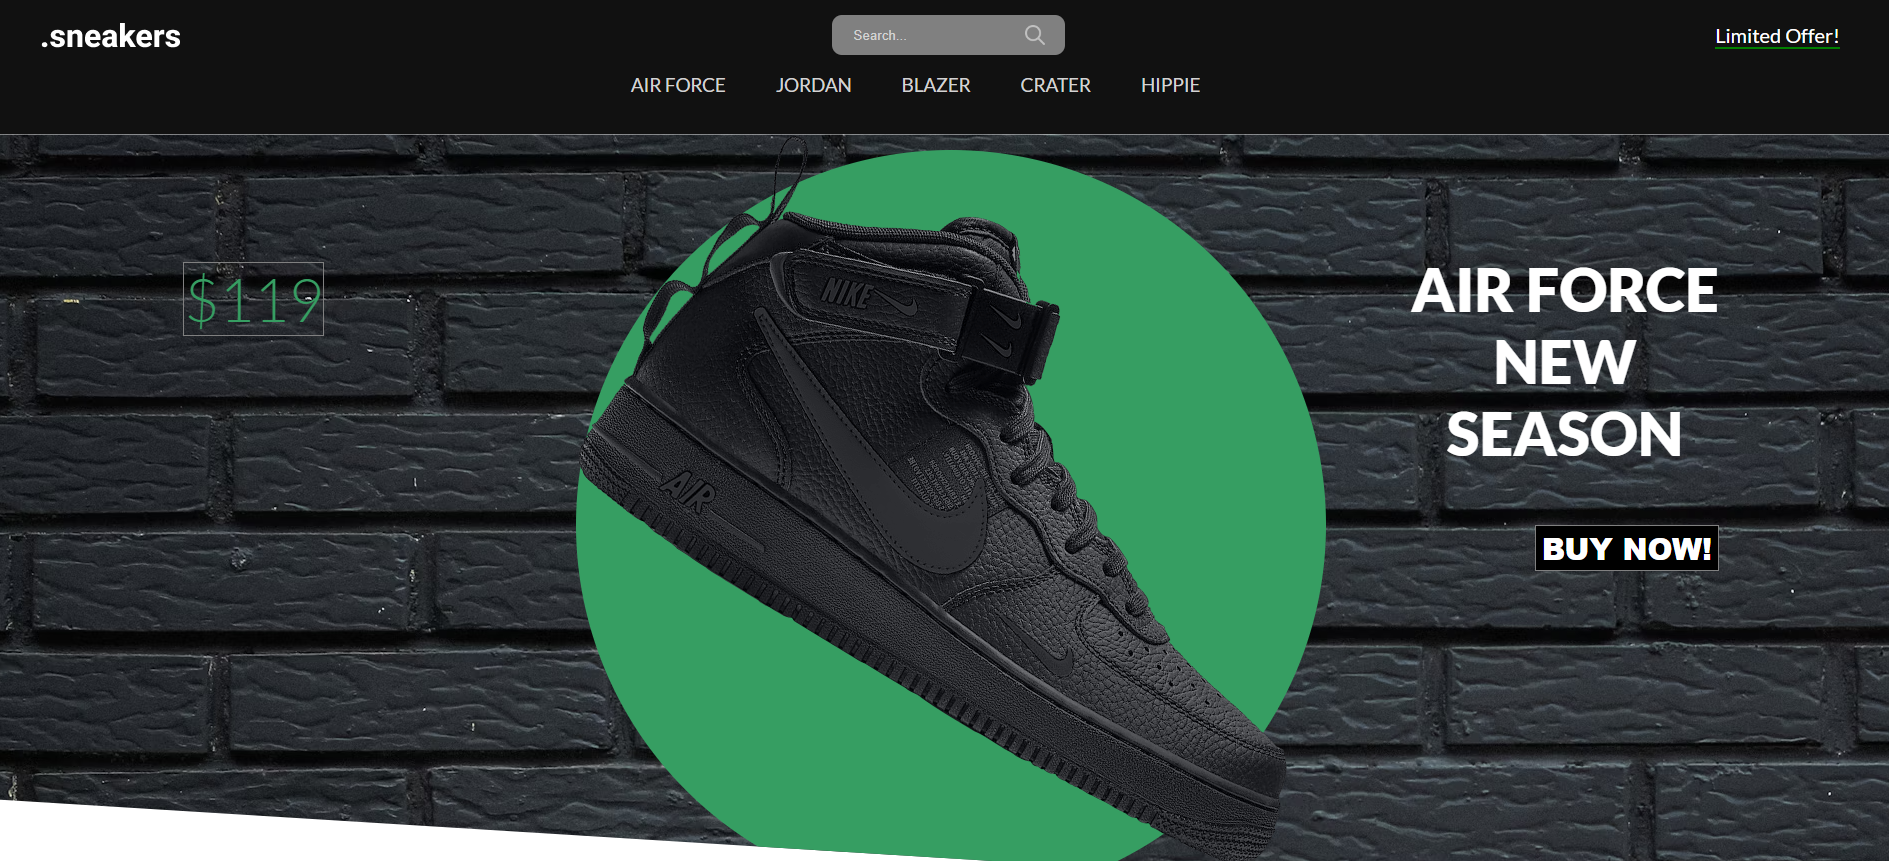 .sneakers
Search...
Limited Offer!
AIR FORCE JORDAN BLAZER CRATER HIPPIE
$119
AIR FORCE
NEW
SEASON
BUY NOW!
NIKE
AIR